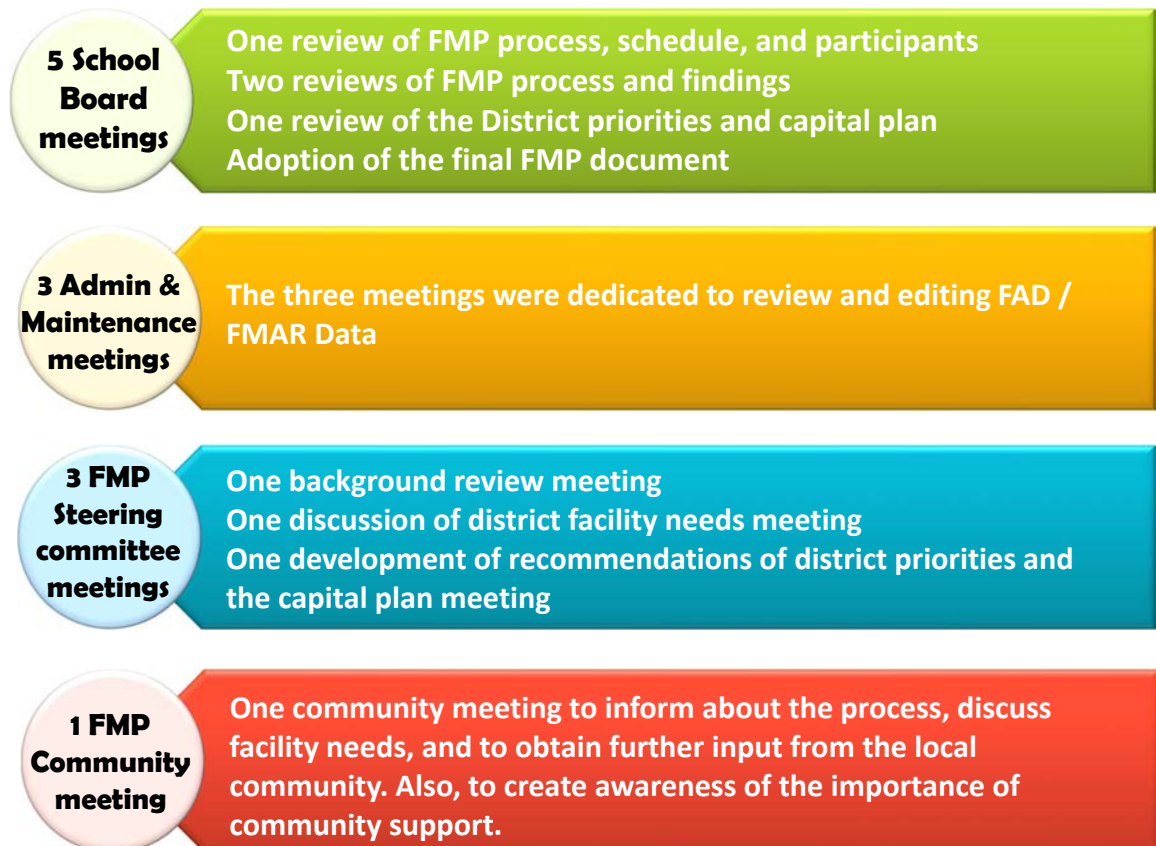 5 School
Board
meetings
One review of FMP process, schedule, and participants
Two reviews of FMP process and findings
One review of the District priorities and capital plan
Adoption of the final FMP document
3 Admin &
Maintenance
meetings
The three meetings were dedicated to review and editing FAD /
FMAR Data
3 FMP
Steering
committee
meetings
One background review meeting
One discussion of district facility needs meeting
One development of recommendations of district priorities and
the capital plan meeting
1 FMP
Community
meeting
One community meeting to inform about the process, discuss
facility needs, and to obtain further input from the local
community. Also, to create awareness of the importance of
community support.